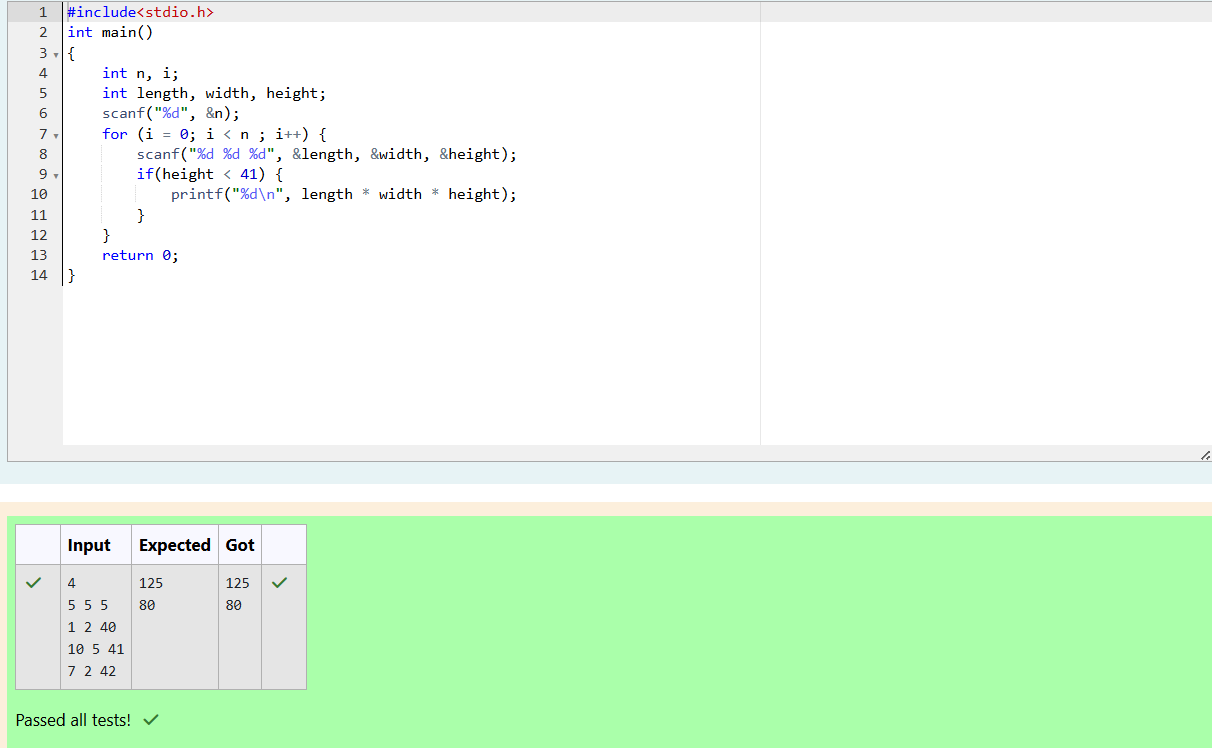 1 #include<stdio.h>
2 int main()
3 {
4     int n, i;
5     int length, width, height;
6     scanf("%d", &n);
7     for (i = 0; i < n ; i++) {
8         scanf("%d %d %d", &length, &width, &height);
9         if(height < 41) {
10             printf("%d\n", length * width * height);
11         }
12     }
13     return 0;
14 }
Input Expected Got
4 125 125
5 5 5 80 80
1 2 40
10 5 41
7 2 42
Passed all tests!